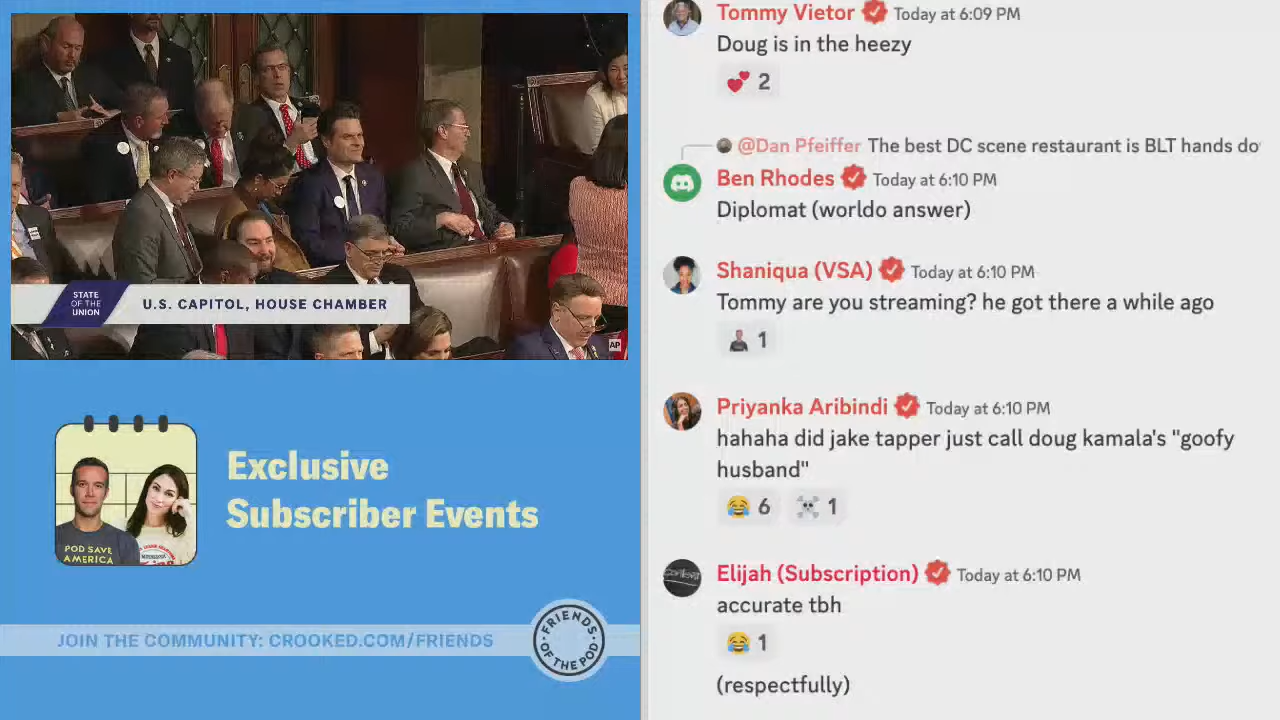 STATE
OF THE
UNION
U.S. CAPITOL, HOUSE CHAMBER
AP
POD SAVE
AMERICA
Exclusive
Subscriber Events
JOIN THE COMMUNITY: CROOKED.COM/FRIENDS
FRIENDS
OF THE POD
Tommy Vietor Today at 6:09 PM
Doug is in the heezy
2
@Dan Pfeiffer The best DC scene restaurant is BLT hands do
Ben Rhodes Today at 6:10 PM
Diplomat (worldo answer)
Shaniqua (VSA) Today at 6:10 PM
Tommy are you streaming? he got there a while ago
1
Priyanka Aribindi Today at 6:10 PM
hahaha did jake tapper just call doug kamala's "goofy
husband"
6 1
Elijah (Subscription) Today at 6:10 PM
accurate tbh
1
(respectfully)